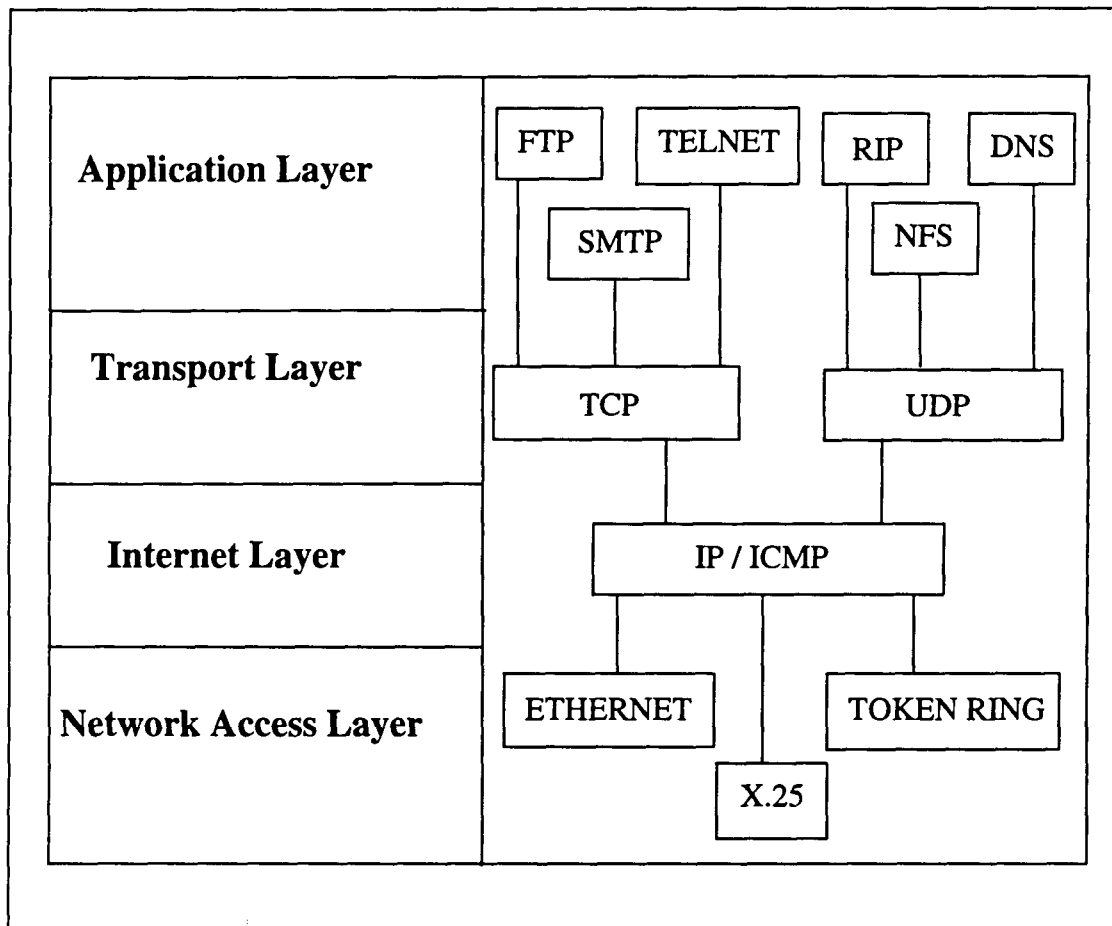 Application Layer
FTP
TELNET
RIP
DNS
SMTP
NFS
Transport Layer
TCP
UDP
Internet Layer
IP / ICMP
Network Access Layer
ETHERNET
TOKEN RING
X.25